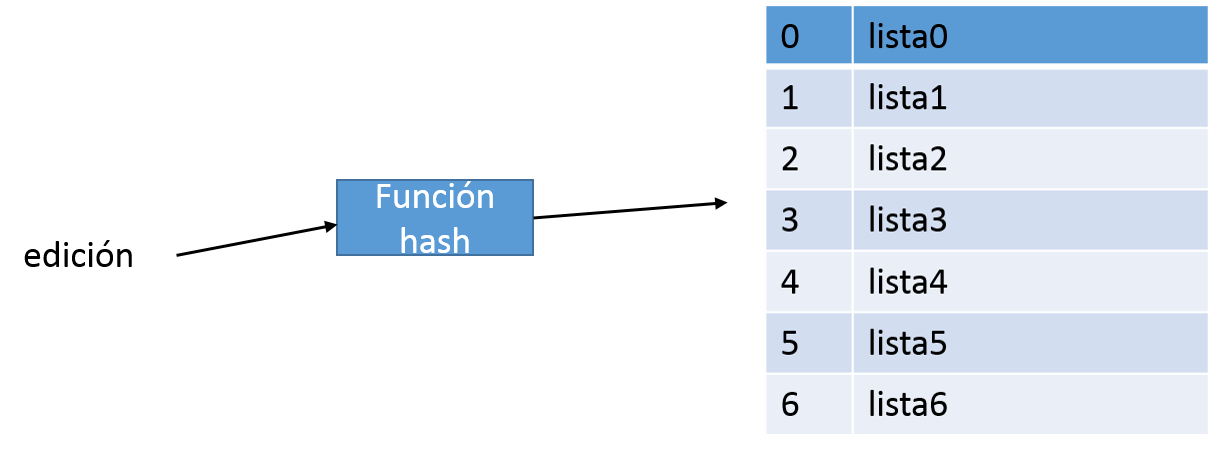 edición
Función
hash
0 lista0
1 lista1
2 lista2
3 lista3
4 lista4
5 lista5
6 lista6